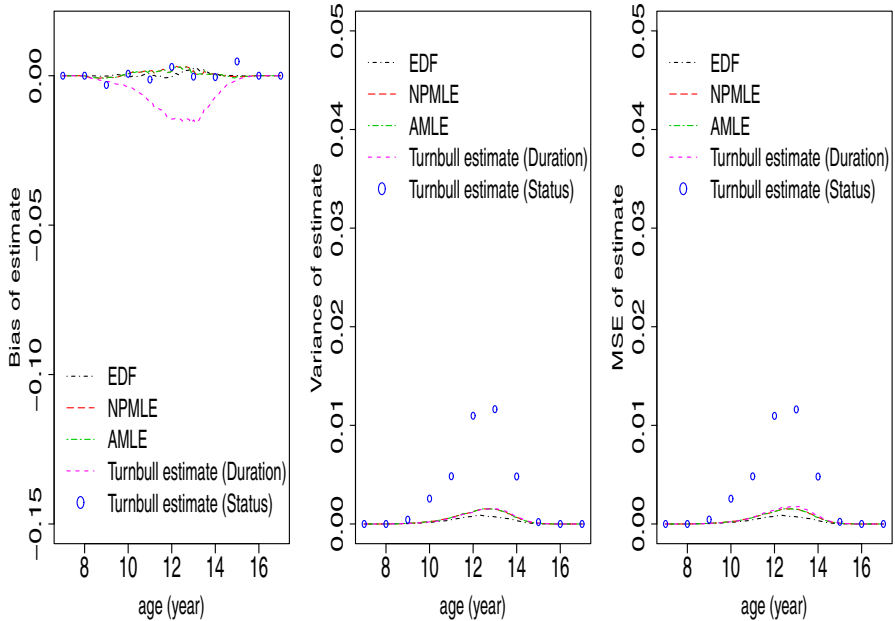 Bias of estimate
0.00
−0.05
−0.10
−0.15
EDF
NPMLE
AMLE
Turnbull estimate (Duration)
Turnbull estimate (Status)
8 10 12 14 16
age (year)
Variance of estimate
0.05
0.04
0.03
0.02
0.01
0.00
EDF
NPMLE
AMLE
Turnbull estimate (Duration)
Turnbull estimate (Status)
8 10 12 14 16
age (year)
MSE of estimate
0.05
0.04
0.03
0.02
0.01
0.00
EDF
NPMLE
AMLE
Turnbull estimate (Duration)
Turnbull estimate (Status)
8 10 12 14 16
age (year)